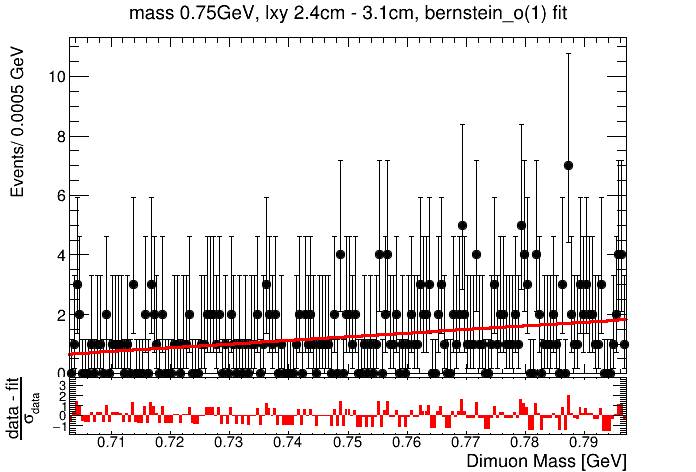 mass 0.75GeV, lxy 2.4cm - 3.1cm, bernstein_o(1) fit
Events/ 0.0005 GeV
10
8
6
4
2
0
data - fit
σdata
3
2
1
0
−1
0.71 0.72 0.73 0.74 0.75 0.76 0.77 0.78 0.79
Dimuon Mass [GeV]